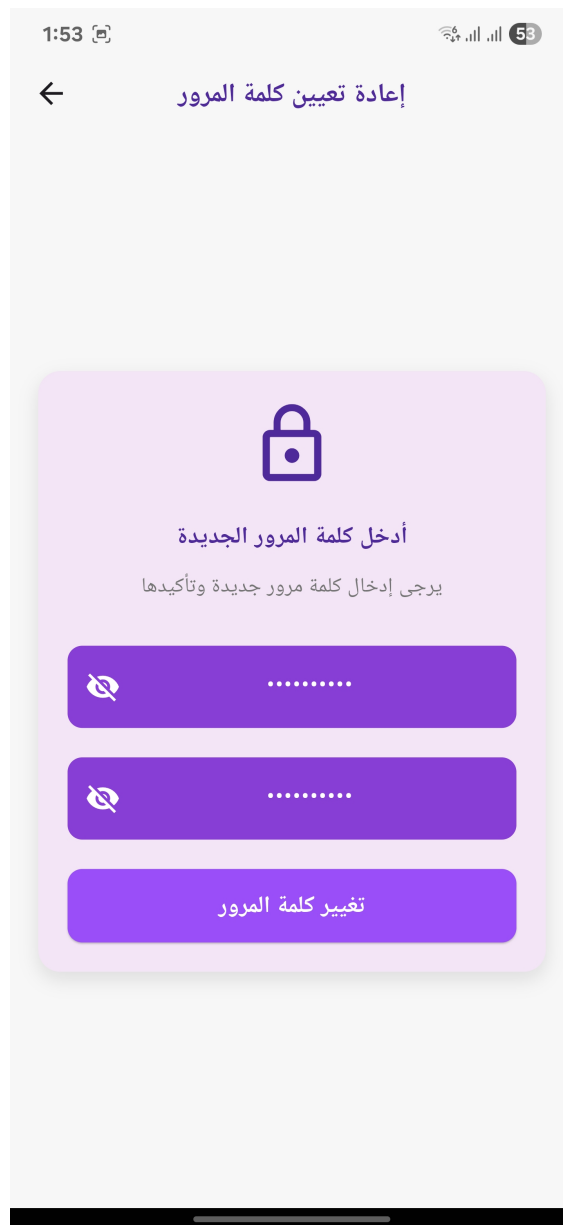 1:53
53
إعادة تعيين كلمة المرور
أدخل كلمة المرور الجديدة
يرجى إدخال كلمة مرور جديدة وتأكيدها
••••••••••
••••••••••
تغيير كلمة المرور